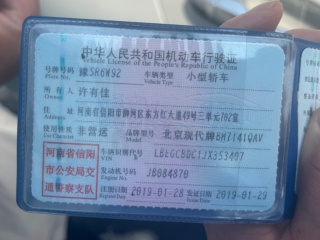 中华人民共和国机动车行驶证
Vehicle License of the People's Republic of China
号牌号码 豫SR6W9Z 车辆类型 小型轿车
Plate No. Vehicle Type
所有人 许有佳
Owner
住址 河南省信阳市浉河区东方红大道49号三单元702室
Address
使用性质 非营运 品牌型号 北京现代牌BH7141QAV
Use Character Model
河南省信阳市公安局交通警察支队
车辆识别代号 LBEGCBDC1JX353407
VIN
发动机号码 JB084870
Engine No.
注册日期 2019-01-28 发证日期 2019-01-29
Register Date Issue Date